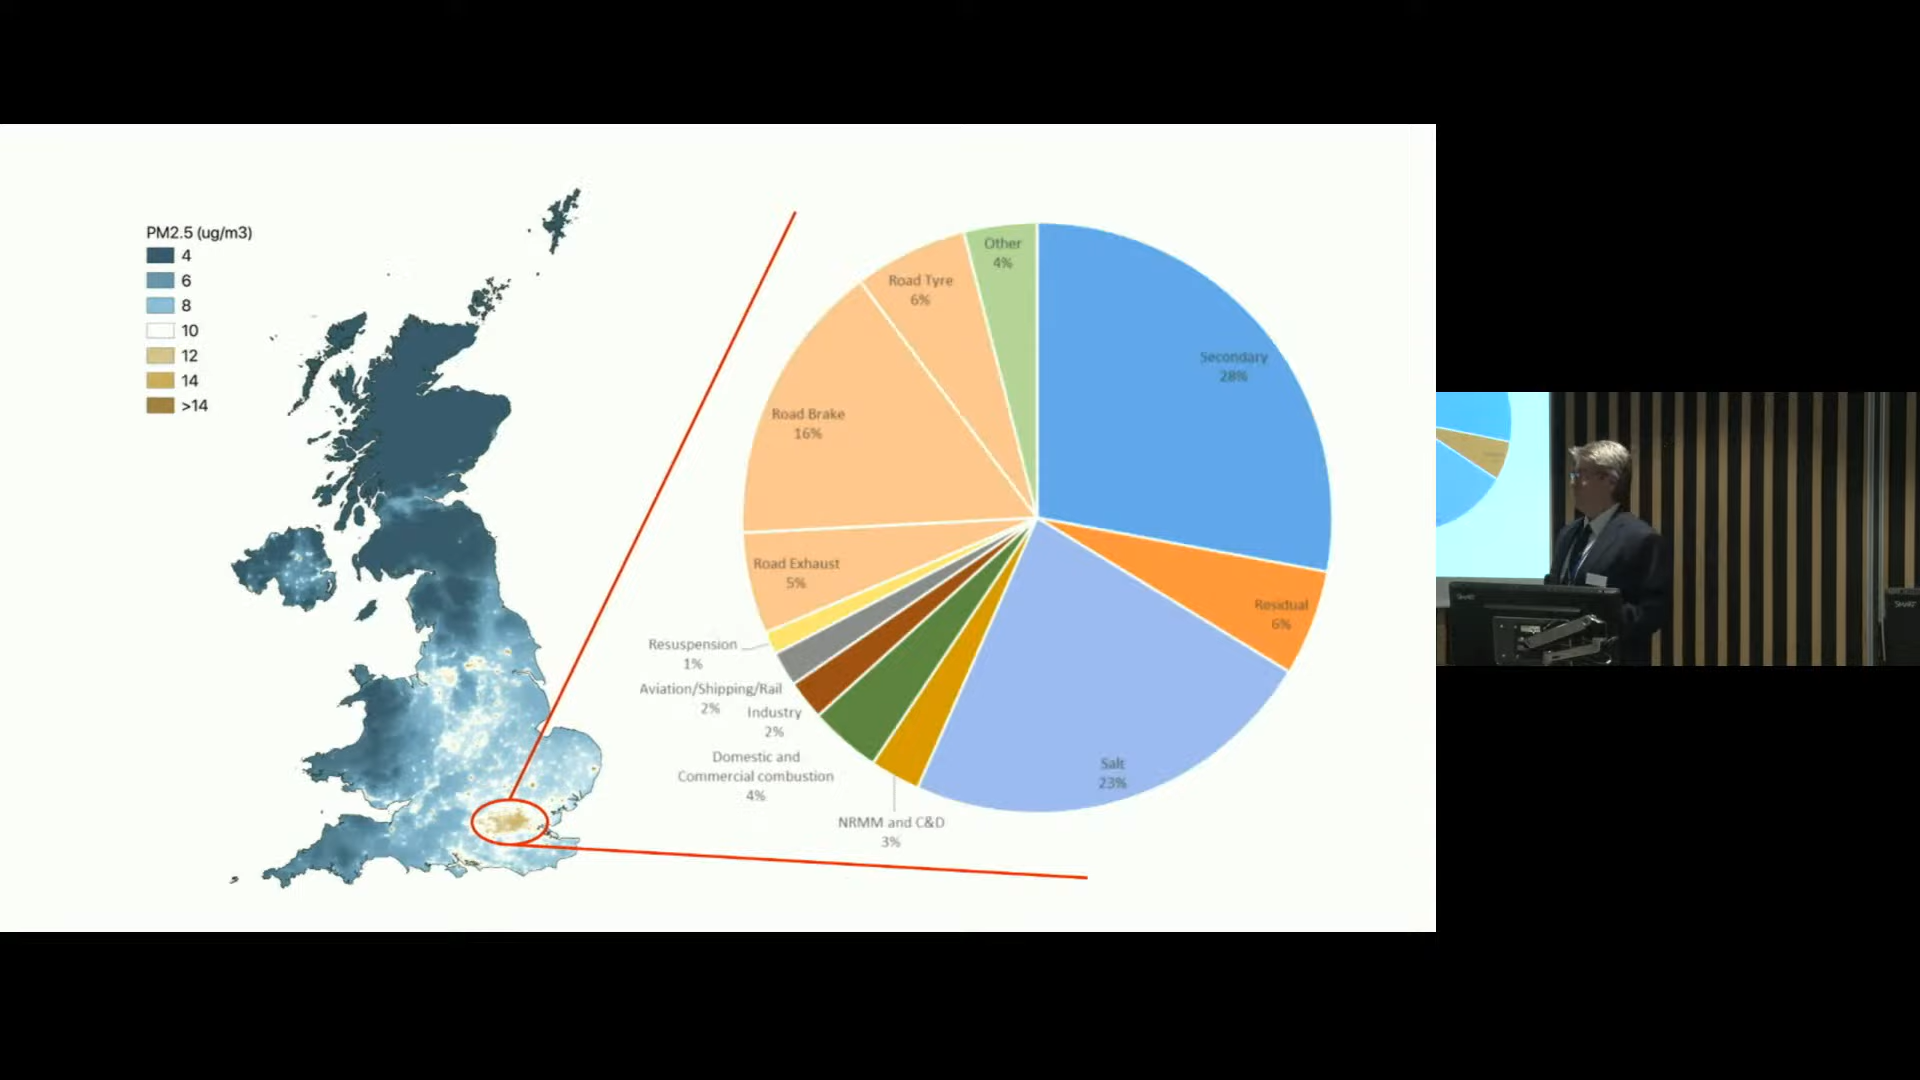 PM2.5 (ug/m3)
4
6
8
10
12
14
>14
Other
4%
Road Tyre
6%
Secondary
28%
Road Brake
16%
Road Exhaust
5%
Residual
6%
Resuspension
1%
Aviation/Shipping/Rail
2%
Industry
2%
Domestic and
Commercial combustion
4%
Salt
23%
NRMM and C&D
3%
SMART
SMART